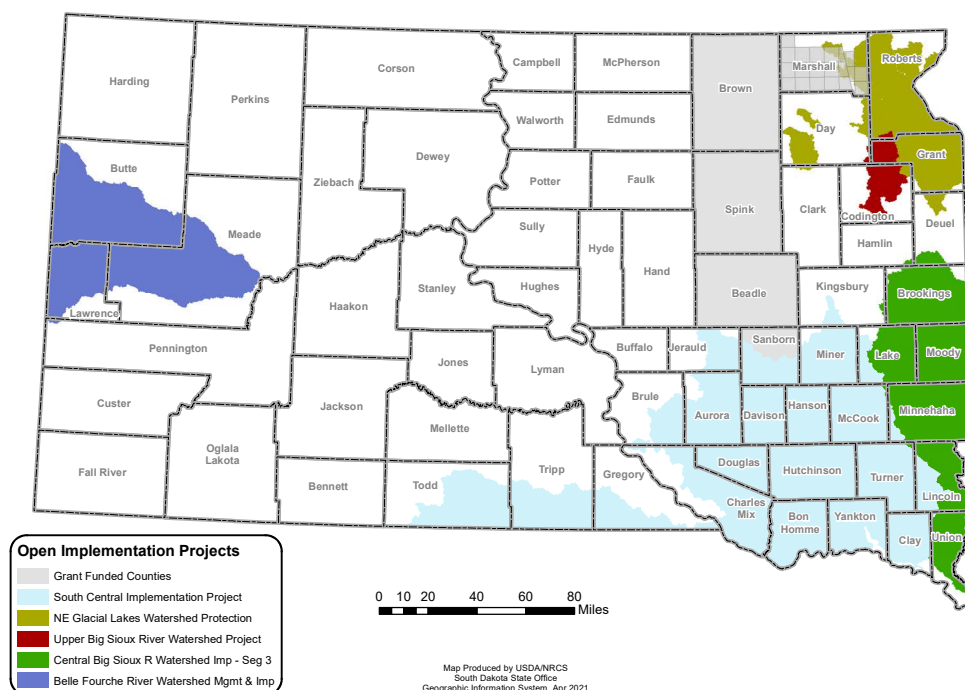 Harding
Perkins
Corson
Campbell
McPherson
Brown
Marshall
Roberts
Walworth
Edmunds
Day
Butte
Ziebach
Dewey
Potter
Faulk
Spink
Clark
Codington
Grant
Meade
Sully
Hyde
Hand
Hamlin
Deuel
Lawrence
Haakon
Stanley
Hughes
Beadle
Kingsbury
Brookings
Pennington
Jones
Lyman
Buffalo
Jerauld
Sanborn
Miner
Lake
Moody
Custer
Jackson
Mellette
Brule
Aurora
Davison
Hanson
McCook
Minnehaha
Fall River
Oglala
Lakota
Bennett
Todd
Tripp
Gregory
Douglas
Charles
Mix
Hutchinson
Turner
Lincoln
Bon
Homme
Yankton
Clay
Union
Open Implementation Projects
Grant Funded Counties
South Central Implementation Project
NE Glacial Lakes Watershed Protection
Upper Big Sioux River Watershed Project
Central Big Sioux R Watershed Imp - Seg 3
Belle Fourche River Watershed Mgmt & Imp
0 10 20 40 60 80
Miles
Map Produced by USDA/NRCS
South Dakota State Office
Geographic Information System, Apr 2021